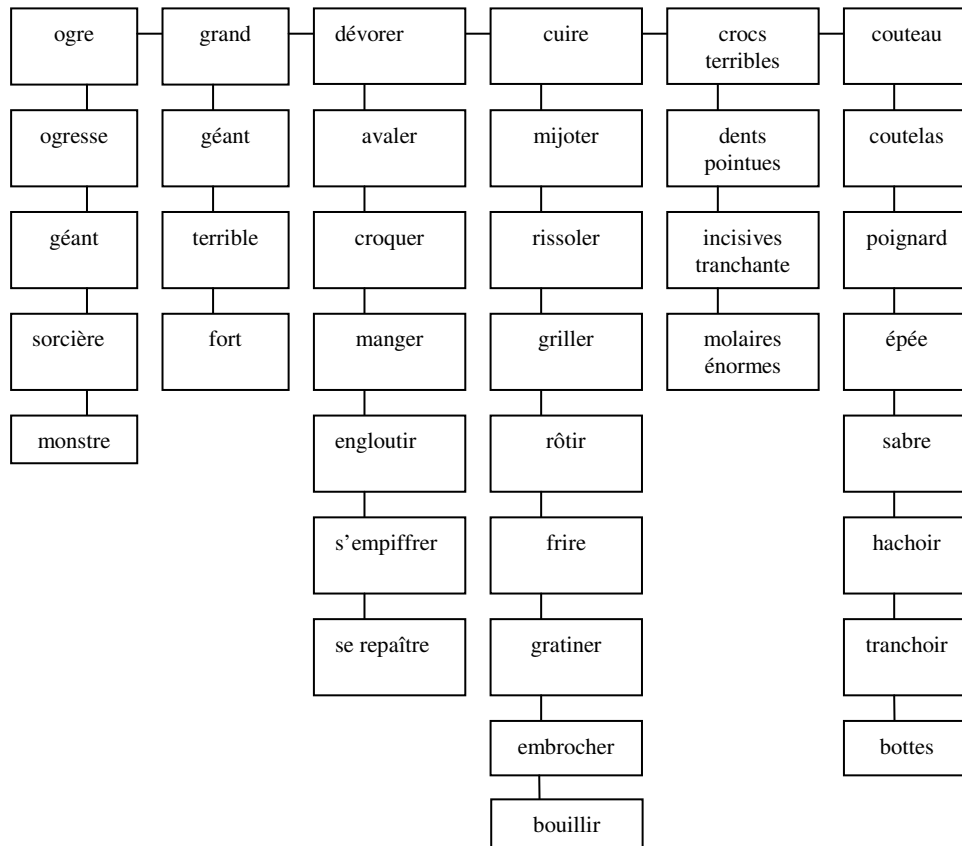 ogre
grand
dévorer
cuire
crocs
terribles
couteau
ogresse
géant
avaler
mijoter
dents
pointues
coutelas
géant
terrible
croquer
rissoler
incisives
tranchante
poignard
sorcière
fort
manger
griller
molaires
énormes
épée
monstre
engloutir
rôtir
sabre
s’empiffrer
frire
hachoir
se repaître
gratiner
tranchoir
embrocher
bottes
bouillir